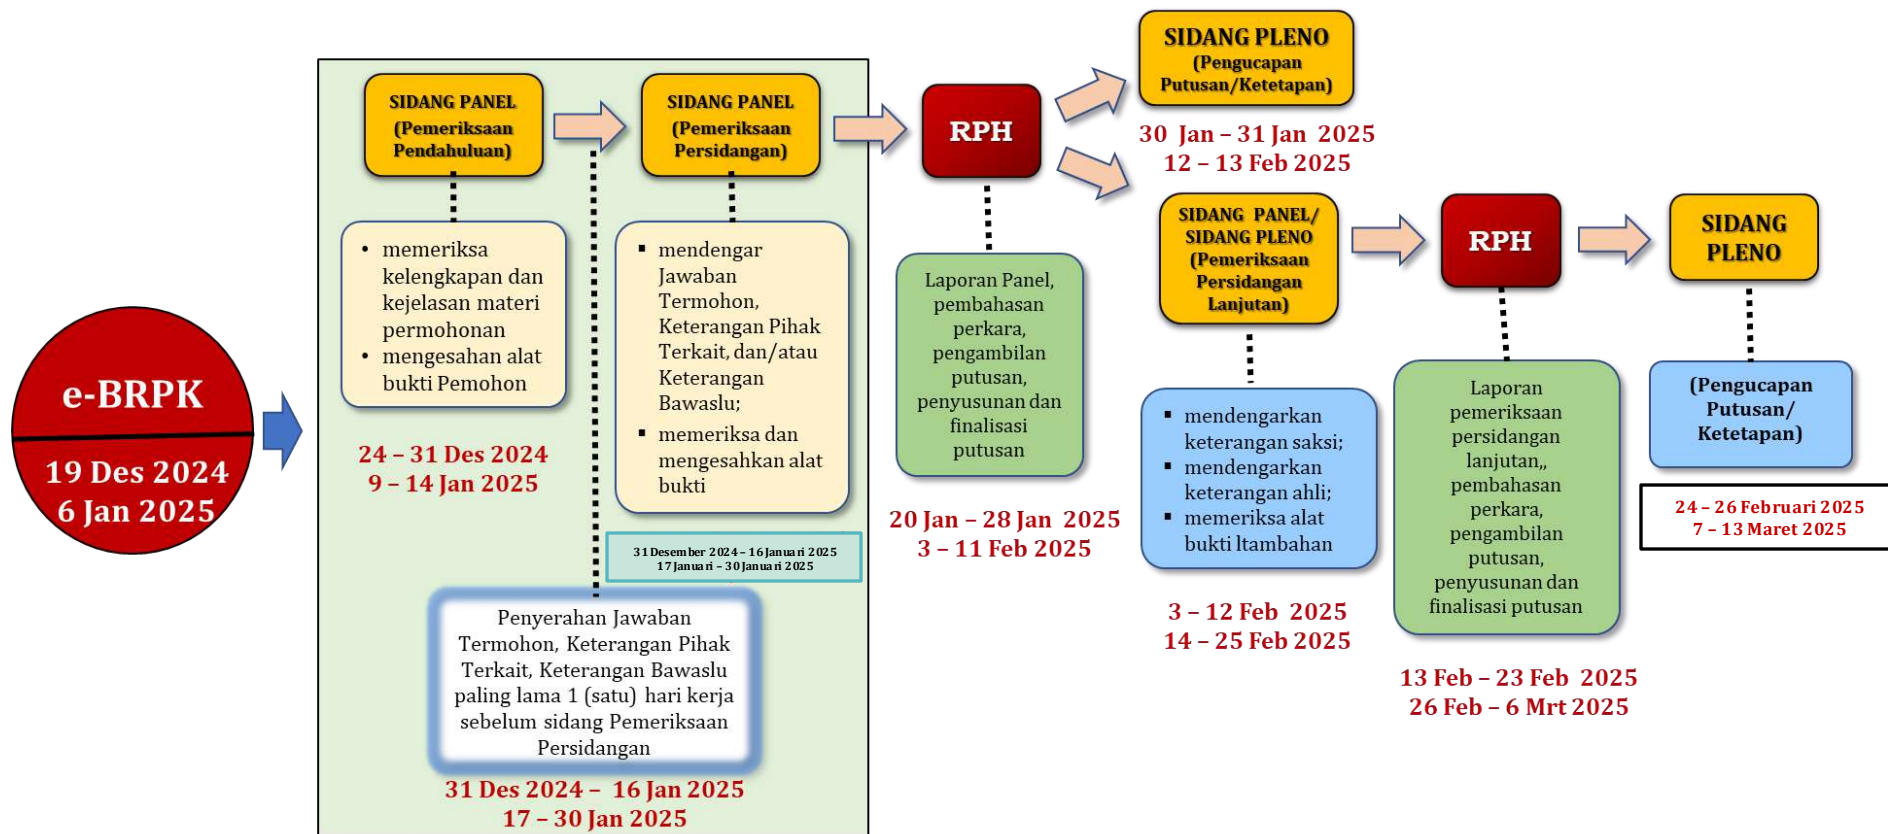 e-BRPK
19 Des 2024
6 Jan 2025
SIDANG PANEL
(Pemeriksaan
Pendahuluan)
• memeriksa
kelengkapan dan
kejelasan materi
permohonan
• mengesahan alat
bukti Pemohon
24 – 31 Des 2024
9 – 14 Jan 2025
Penyerahan Jawaban
Termohon, Keterangan Pihak
Terkait, Keterangan Bawaslu
paling lama 1 (satu) hari kerja
sebelum sidang Pemeriksaan
Persidangan
31 Des 2024 – 16 Jan 2025
17 – 30 Jan 2025
SIDANG PANEL
(Pemeriksaan
Persidangan)
▪ mendengar
Jawaban
Termohon,
Keterangan Pihak
Terkait, dan/atau
Keterangan
Bawaslu;
▪ memeriksa dan
mengesahkan alat
bukti
31 Desember 2024 – 16 Januari 2025
17 Januari – 30 Januari 2025
RPH
Laporan Panel,
pembahasan
perkara,
pengambilan
putusan,
penyusunan dan
finalisasi
putusan
20 Jan – 28 Jan 2025
3 – 11 Feb 2025
SIDANG PLENO
(Pengucapan
Putusan/Ketetapan)
30 Jan – 31 Jan 2025
12 – 13 Feb 2025
SIDANG PANEL/
SIDANG PLENO
(Pemeriksaan
Persidangan
Lanjutan)
▪ mendengarkan
keterangan saksi;
▪ mendengarkan
keterangan ahli;
▪ memeriksa alat
bukti ltambahan
3 – 12 Feb 2025
14 – 25 Feb 2025
RPH
Laporan
pemeriksaan
persidangan
lanjutan,,
pembahasan
perkara,
pengambilan
putusan,
penyusunan dan
finalisasi putusan
13 Feb – 23 Feb 2025
26 Feb – 6 Mrt 2025
SIDANG
PLENO
(Pengucapan
Putusan/
Ketetapan)
24 – 26 Februari 2025
7 – 13 Maret 2025